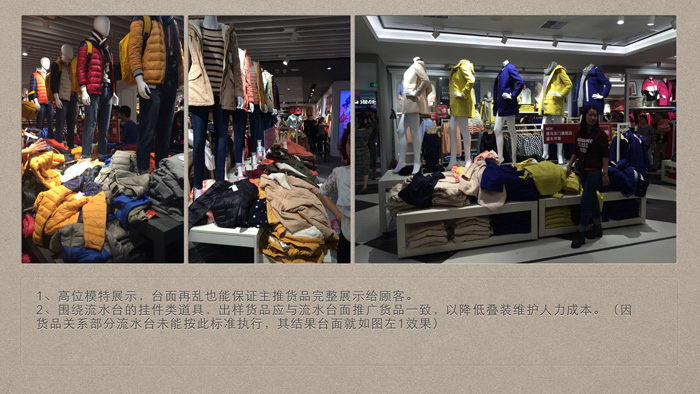 1、高位模特展示，台面再乱也能保证主推货品完整展示给顾客。
2、围绕流水台的挂件类道具，出样货品应与流水台面推广货品一致，以降低叠装维护人力成本。（因
货品关系部分流水台未能按此标准执行，其结果台面就如图左1效果）